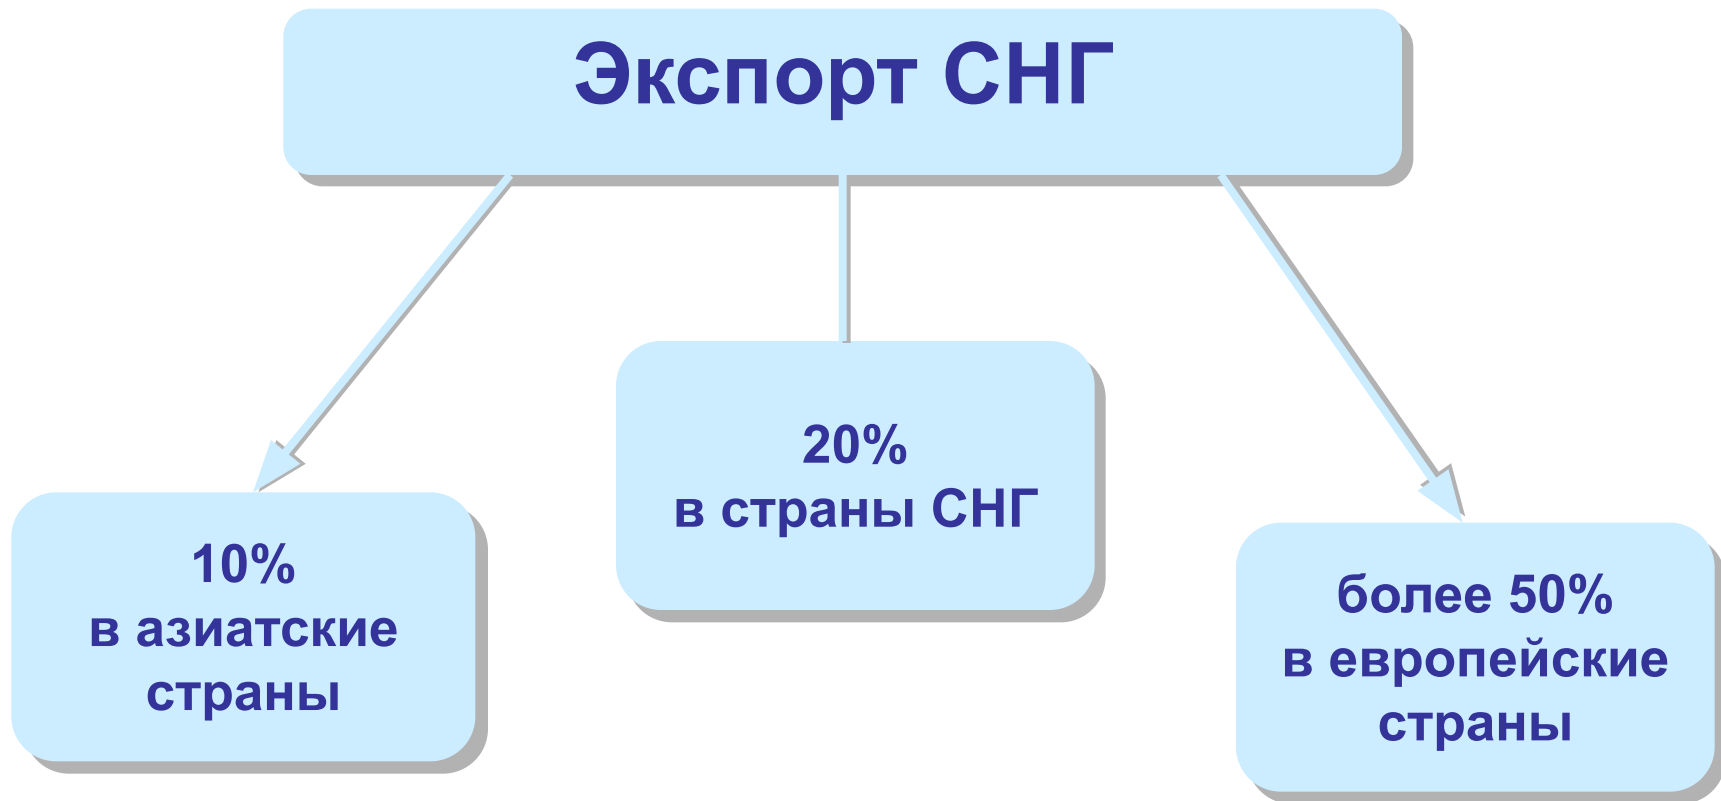 Экспорт СНГ
10%
в азиатские
страны
20%
в страны СНГ
более 50%
в европейские
страны